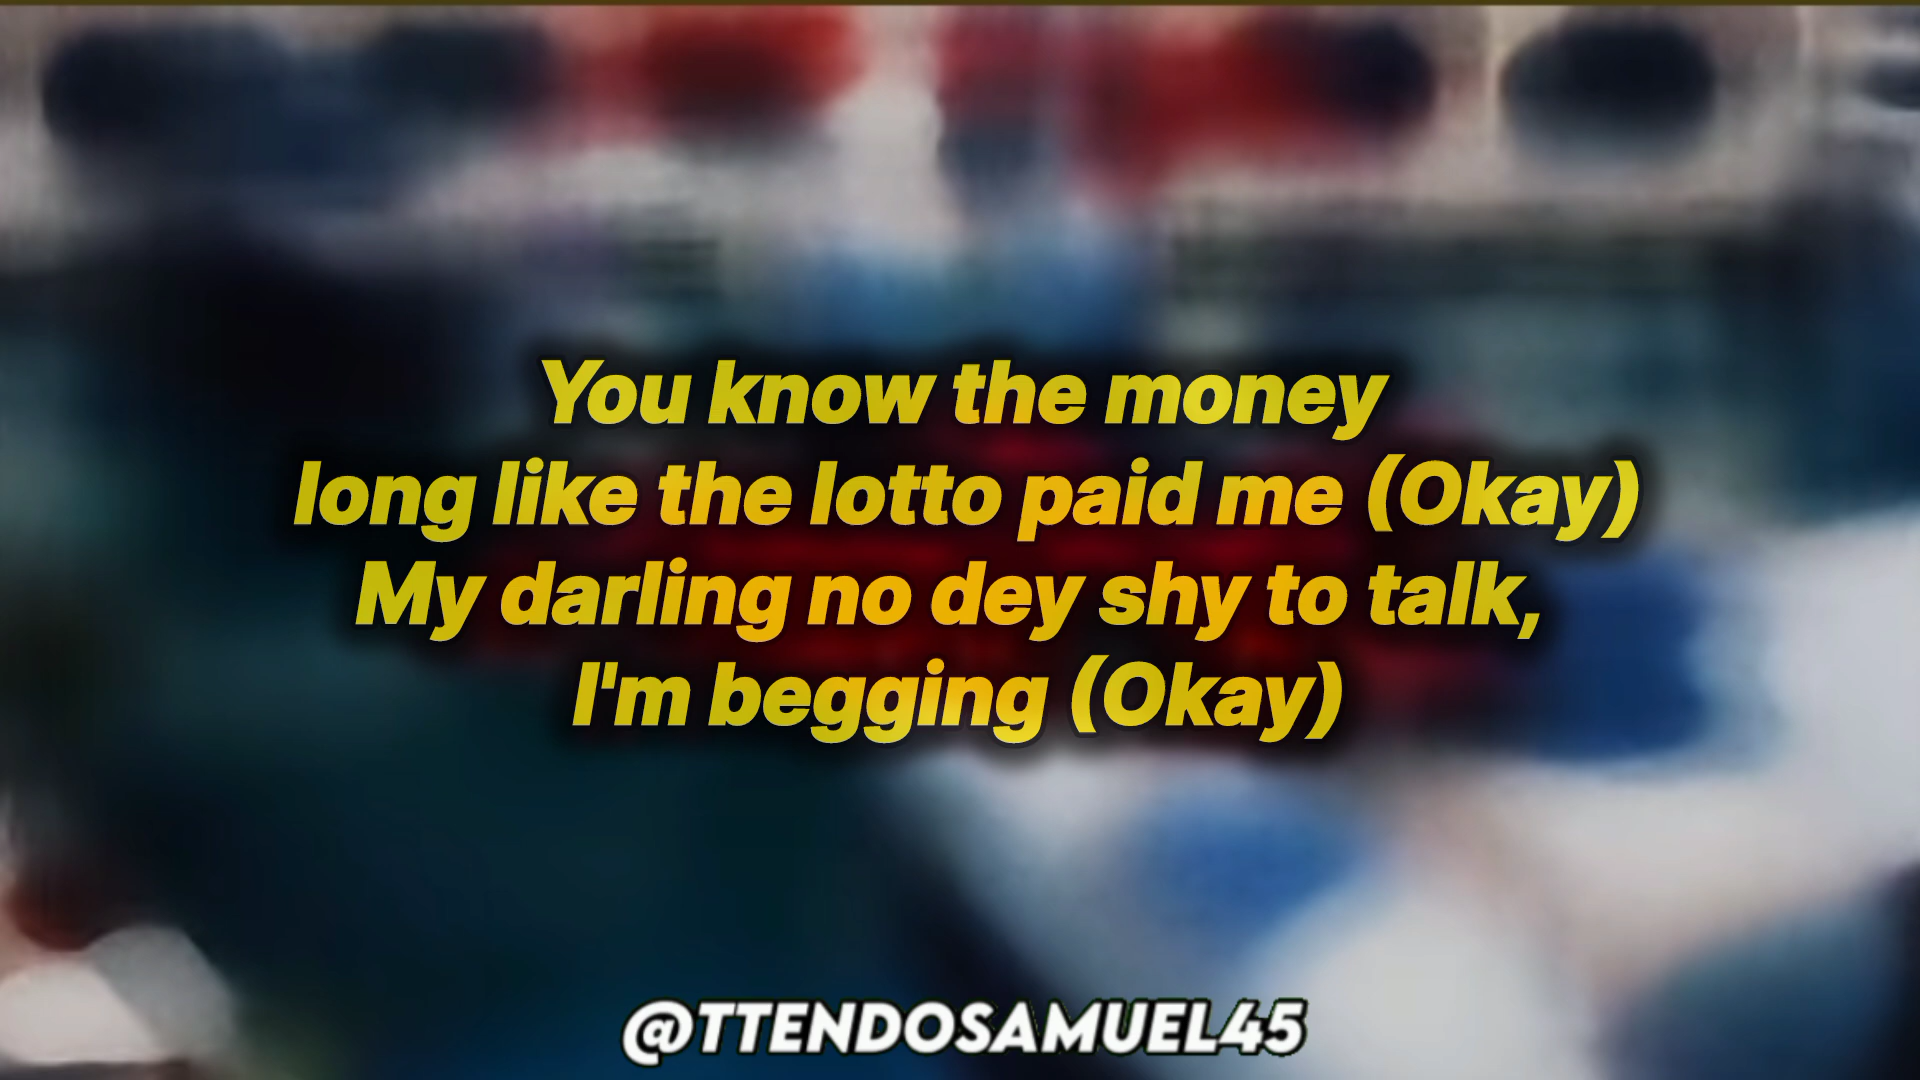 You know the money
long like the lotto paid me (Okay)
My darling no dey shy to talk,
I'm begging (Okay)
@TTENDOSAMUEL45